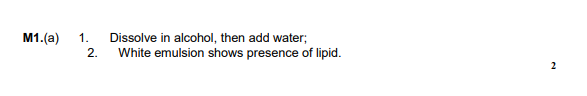 M1.(a) 1. Dissolve in alcohol, then add water;
2. White emulsion shows presence of lipid.
2